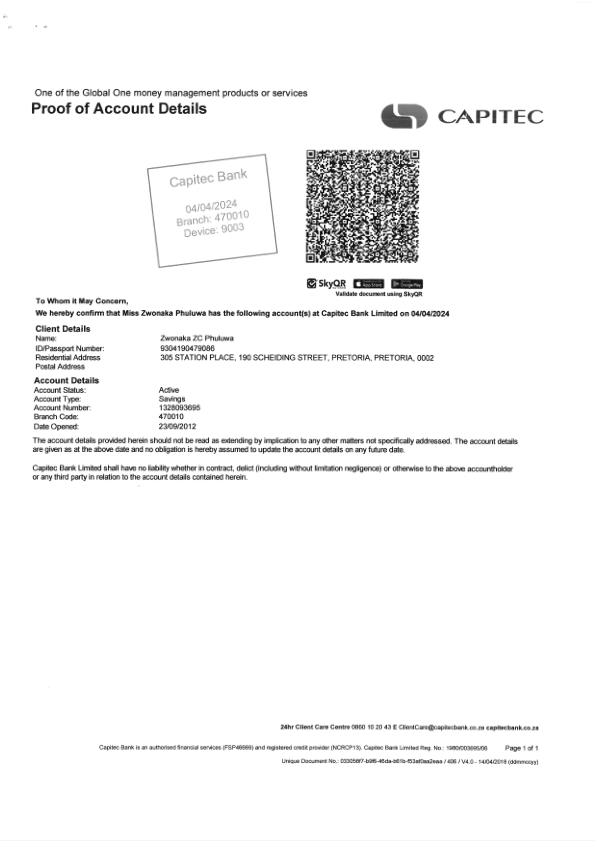 One of the Global One money management products or services
Proof of Account Details
CAPITEC
Capitec Bank
04/04/2024
Branch: 470010
Device: 9003
SkyQR
App Store
Google Play
Validate document using SkyQR
To Whom it May Concern,
We hereby confirm that Miss Zwonaka Phuluwa has the following account(s) at Capitec Bank Limited on 04/04/2024
Client Details
Name: Zwonaka ZC Phuluwa
ID/Passport Number: 9304190479086
Residential Address 305 STATION PLACE, 190 SCHEIDING STREET, PRETORIA, PRETORIA, 0002
Postal Address
Account Details
Account Status: Active
Account Type: Savings
Account Number: 1328093695
Branch Code: 470010
Date Opened: 23/09/2012
The account details provided herein should not be read as extending by implication to any other matters not specifically addressed. The account details
are given as at the above date and no obligation is hereby assumed to update the account details on any future date.
Capitec Bank Limited shall have no liability whether in contract, delict (including without limitation negligence) or otherwise to the above accountholder
or any third party in relation to the account details contained herein.
24hr Client Care Centre 0860 10 20 43 E ClientCare@capitecbank.co.za capitecbank.co.za
Capitec Bank is an authorised financial services (FSP46669) and registered credit provider (NCRCP13). Capitec Bank Limited Reg. No.: 1980/003695/06 Page 1 of 1
Unique Document No.: / 406 / V4.0 - 14/04/2018 (ddmmccyy)